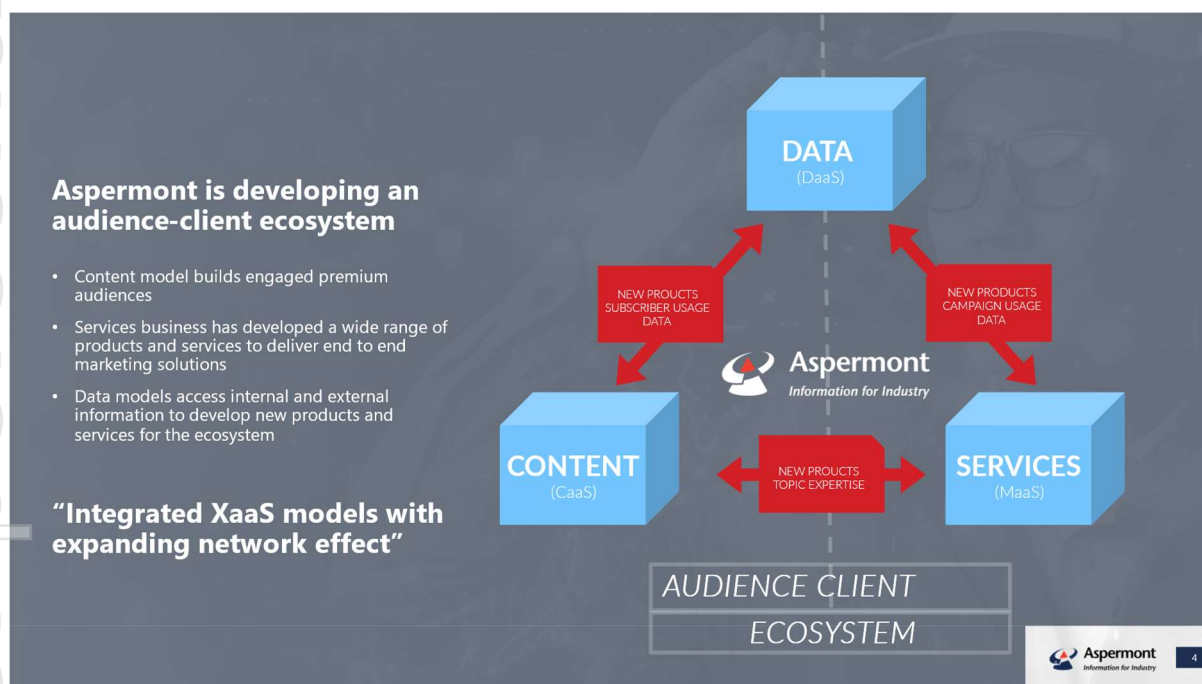 Aspermont is developing an
audience-client ecosystem
• Content model builds engaged premium
audiences
• Services business has developed a wide range of
products and services to deliver end to end
marketing solutions
• Data models access internal and external
information to develop new products and
services for the ecosystem
“Integrated XaaS models with
expanding network effect”
DATA
(DaaS)
NEW PROUCTS
SUBSCRIBER USAGE
DATA
NEW PRODUCTS
CAMPAIGN USAGE
DATA
Aspermont
Information for Industry
CONTENT
(CaaS)
NEW PROUCTS
TOPIC EXPERTISE
SERVICES
(MaaS)
AUDIENCE CLIENT
ECOSYSTEM
Aspermont
Information for Industry
4